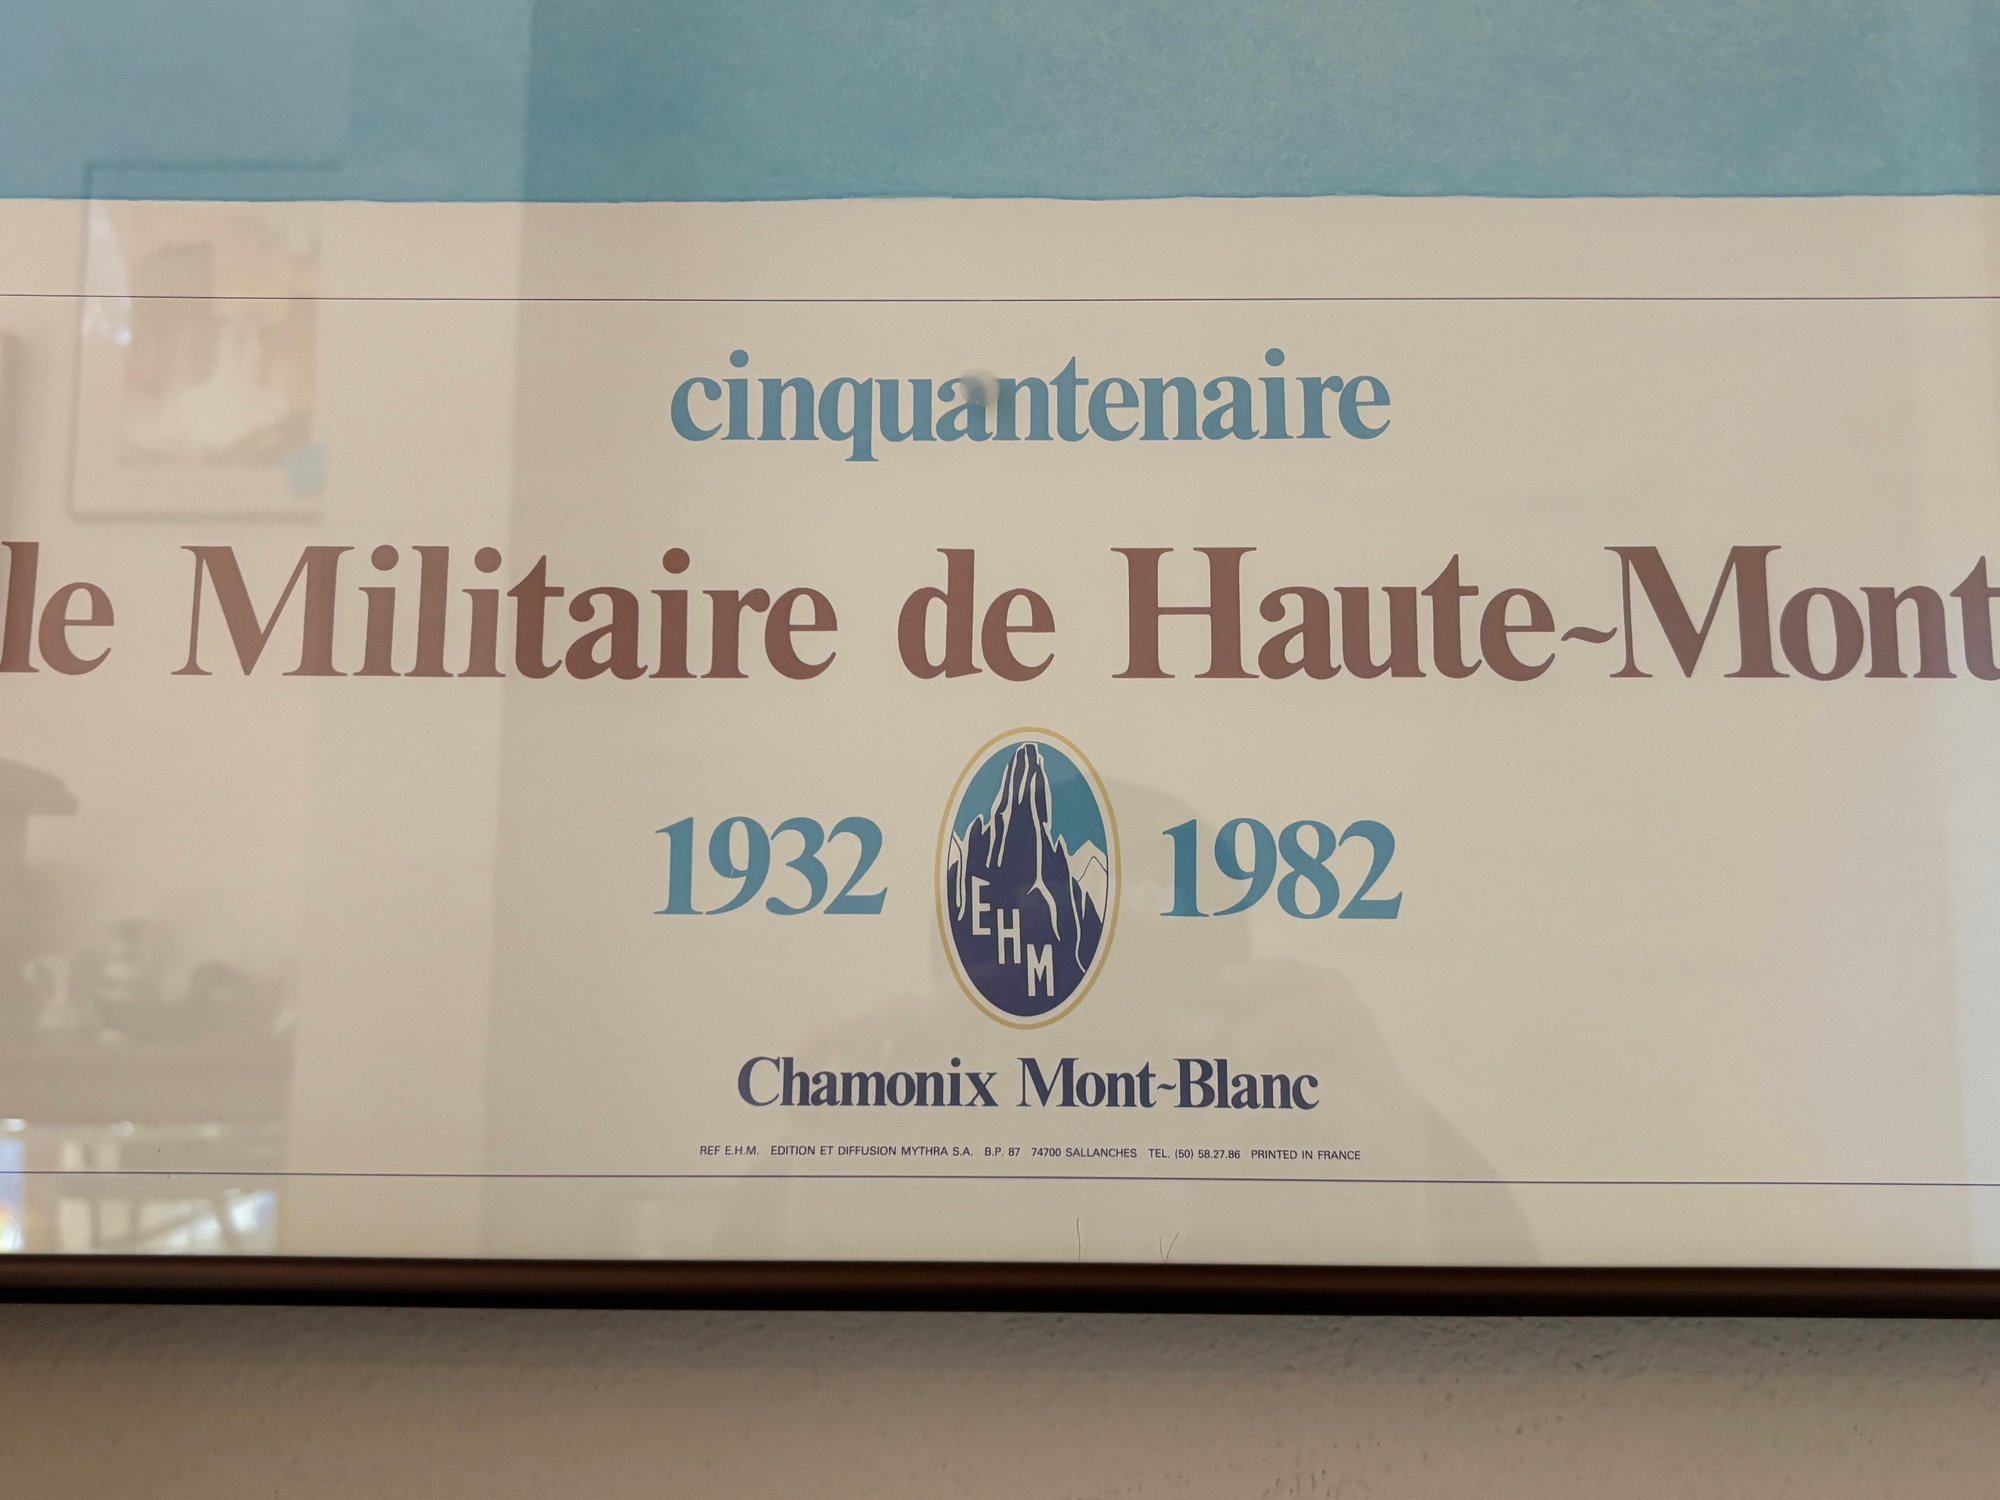 cinquantenaire
le Militaire de Haute-Mont
1932 EHM 1982
Chamonix Mont-Blanc
REF E.H.M. EDITION ET DIFFUSION MYTHRA S.A. B.P. 87 74700 SALLANCHES TEL. (50) 58.27.86 PRINTED IN FRANCE